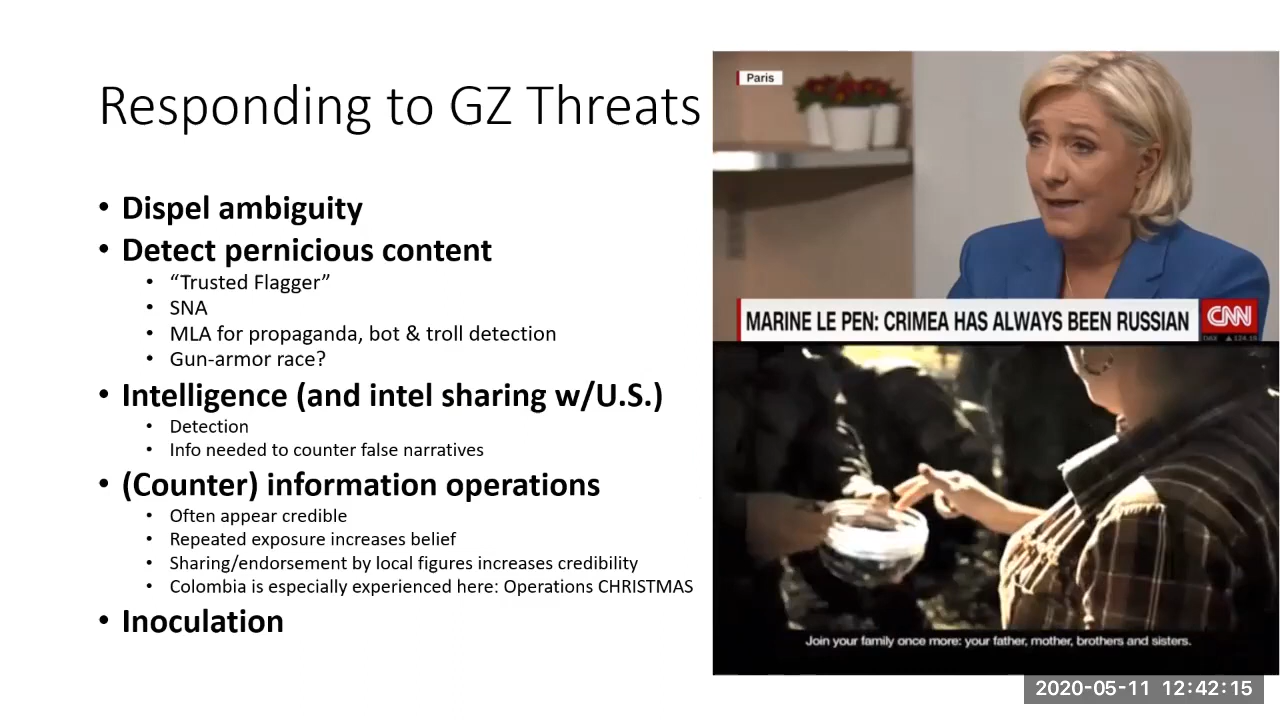 Responding to GZ Threats
• Dispel ambiguity
• Detect pernicious content
• “Trusted Flagger”
• SNA
• MLA for propaganda, bot & troll detection
• Gun-armor race?
• Intelligence (and intel sharing w/U.S.)
• Detection
• Info needed to counter false narratives
• (Counter) information operations
• Often appear credible
• Repeated exposure increases belief
• Sharing/endorsement by local figures increases credibility
• Colombia is especially experienced here: Operations CHRISTMAS
• Inoculation
Paris
MARINE LE PEN: CRIMEA HAS ALWAYS BEEN RUSSIAN
CNN
DAX
Join your family once more: your father, mother, brothers and sisters.
2020-05-11 12:42:15